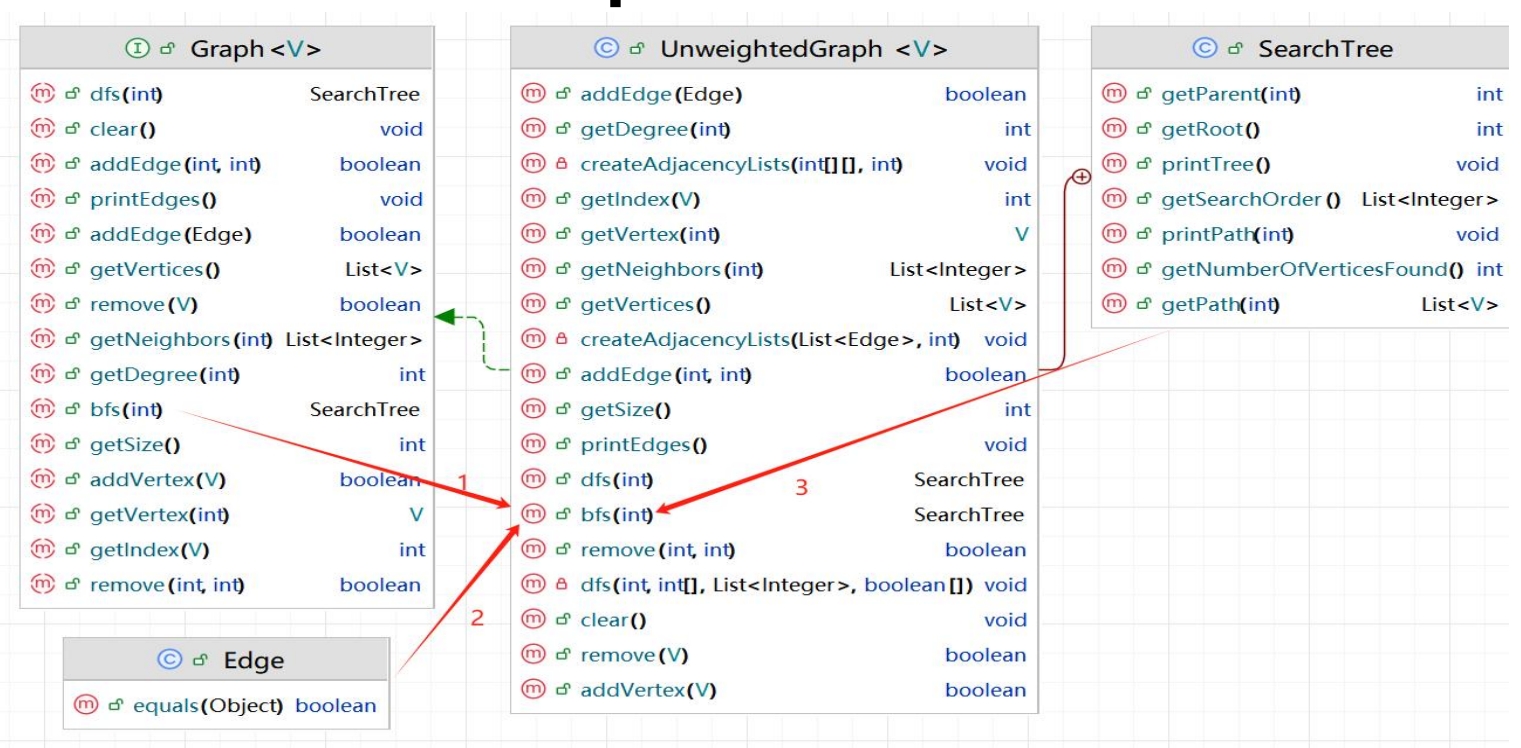 Graph <V>
dfs(int) SearchTree
clear() void
addEdge(int, int) boolean
printEdges() void
addEdge(Edge) boolean
getVertices() List<V>
remove(V) boolean
getNeighbors(int) List<Integer>
getDegree(int) int
bfs(int) SearchTree
getSize() int
addVertex(V) boolean
getVertex(int) V
getIndex(V) int
remove(int, int) boolean
Edge
equals(Object) boolean
UnweightedGraph <V>
addEdge(Edge) boolean
getDegree(int) int
createAdjacencyLists(int[][], int) void
getIndex(V) int
getVertex(int) V
getNeighbors(int) List<Integer>
getVertices() List<V>
createAdjacencyLists(List<Edge>, int) void
addEdge(int, int) boolean
getSize() int
printEdges() void
dfs(int) SearchTree
bfs(int) SearchTree
remove(int, int) boolean
dfs(int, int[], List<Integer>, boolean[]) void
clear() void
remove(V) boolean
addVertex(V) boolean
SearchTree
getParent(int) int
getRoot() int
printTree() void
getSearchOrder() List<Integer>
printPath(int) void
getNumberOfVerticesFound() int
getPath(int) List<V>
1
2
3